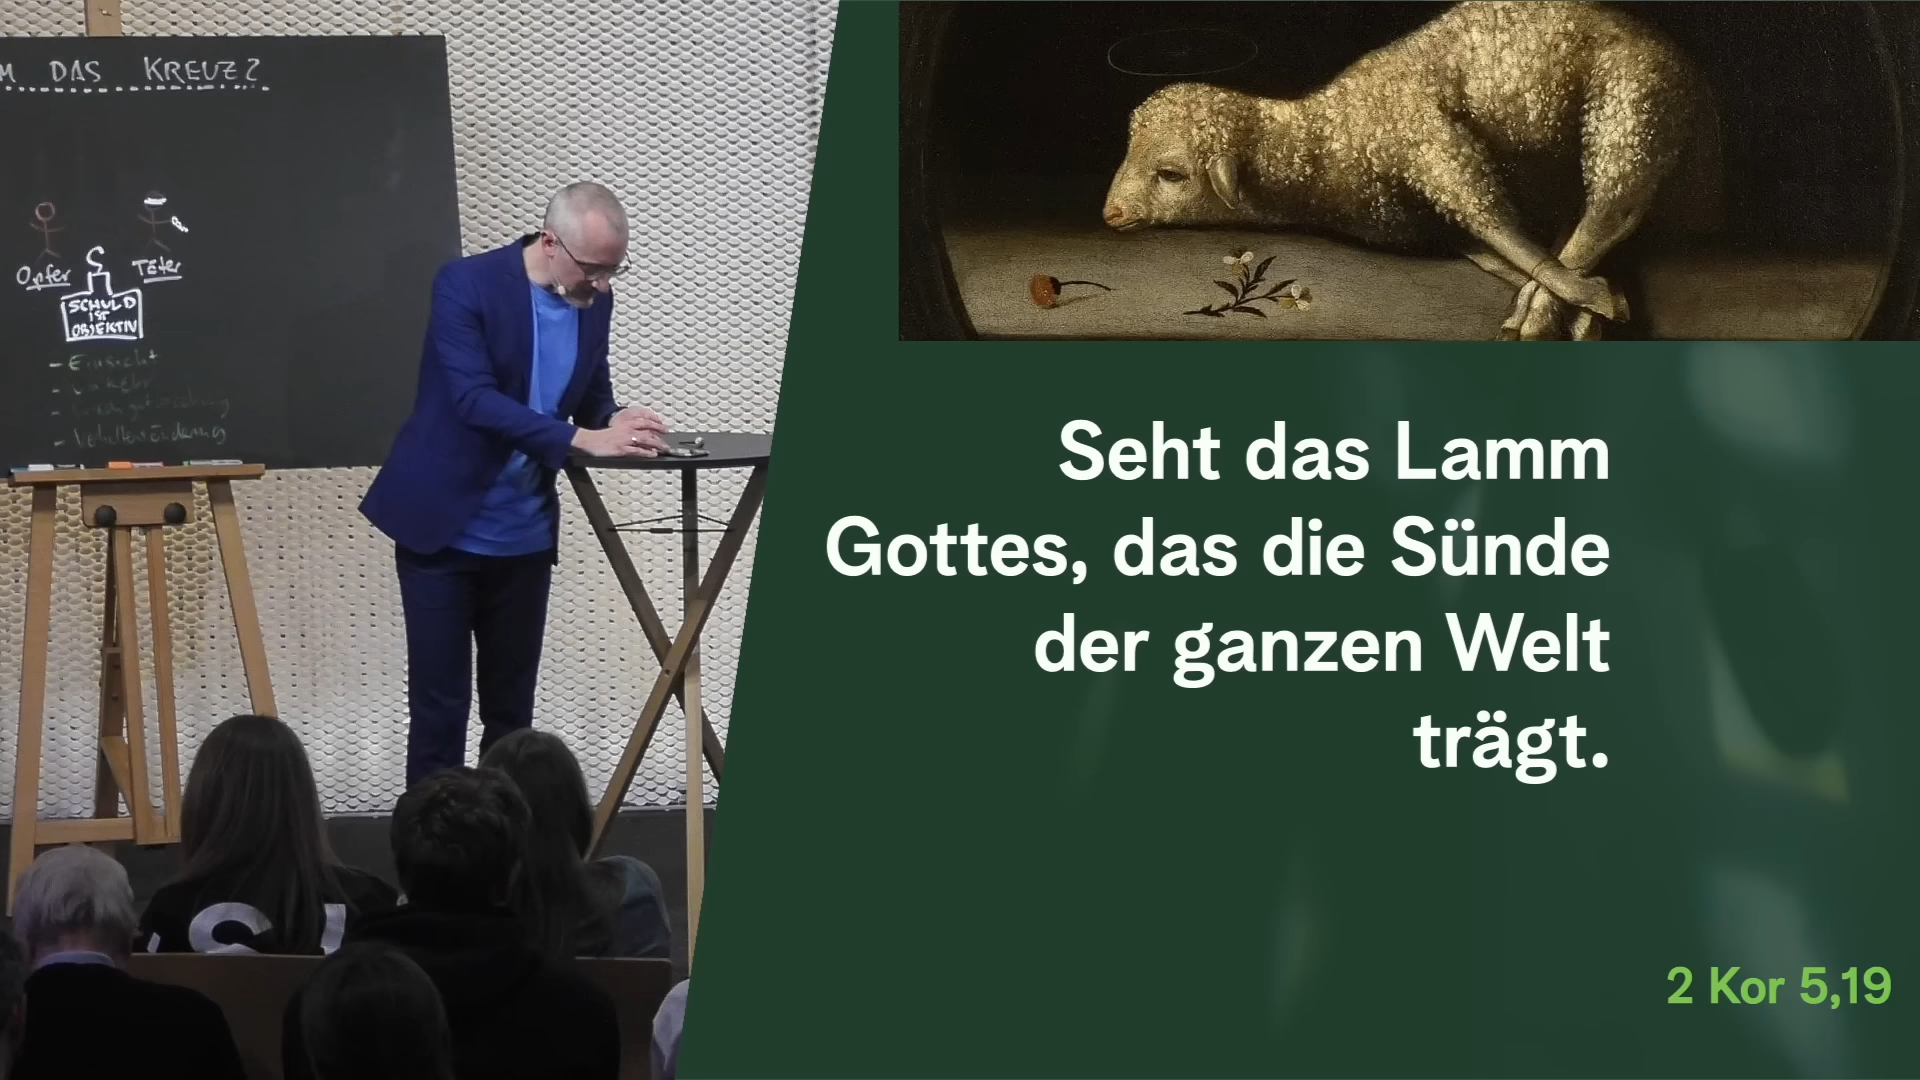 M DAS KREUZ?
Opfer
Täter
SCHULD
IST
OBJEKTIV
- Einsicht
Seht das Lamm
Gottes, das die Sünde
der ganzen Welt
trägt.
2 Kor 5,19